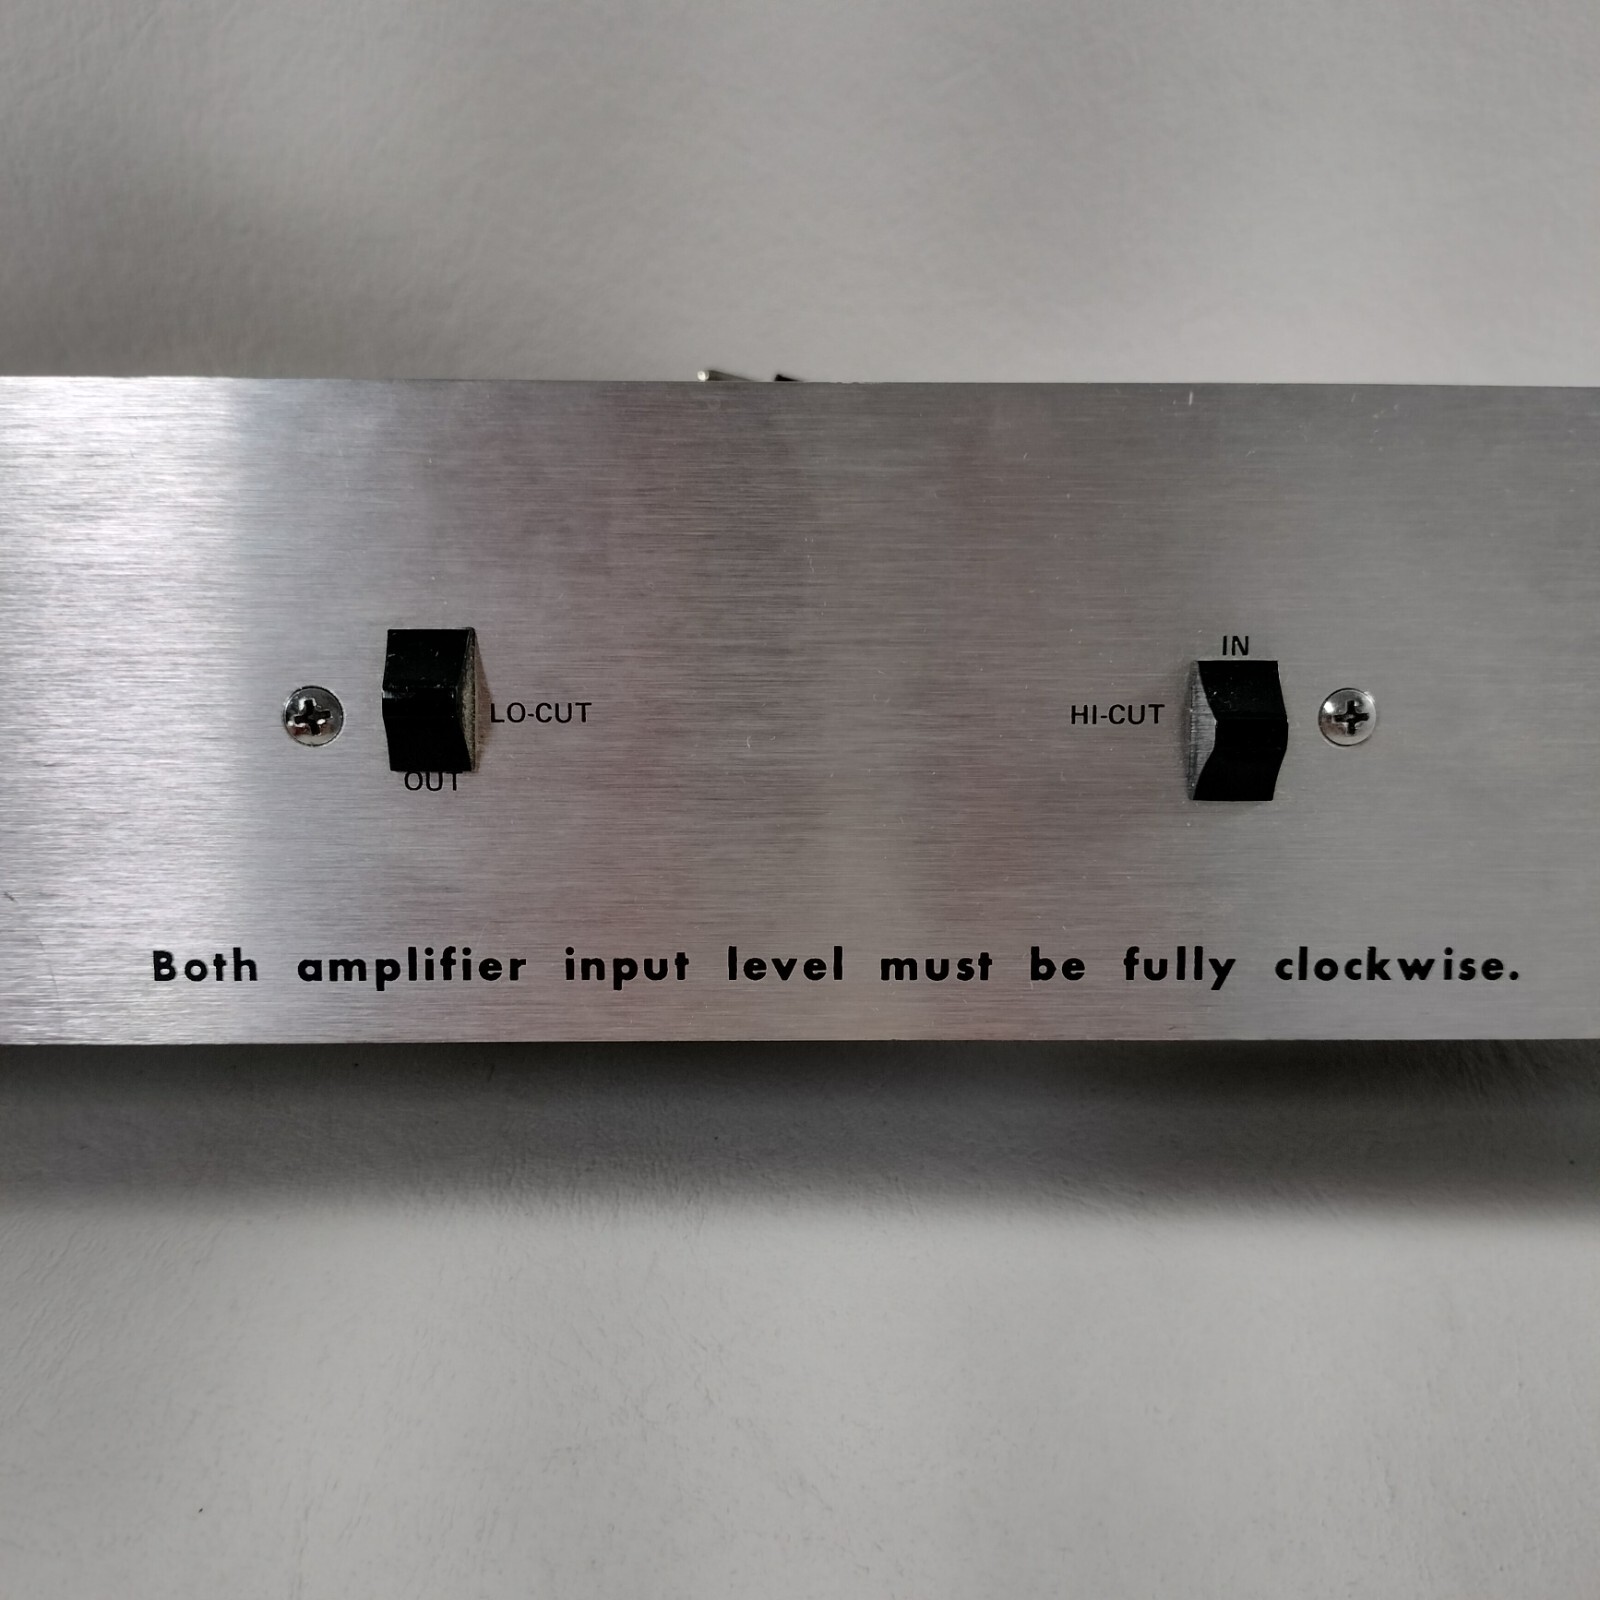 IN
LO-CUT
HI-CUT
OUT
Both amplifier input level must be fully clockwise.